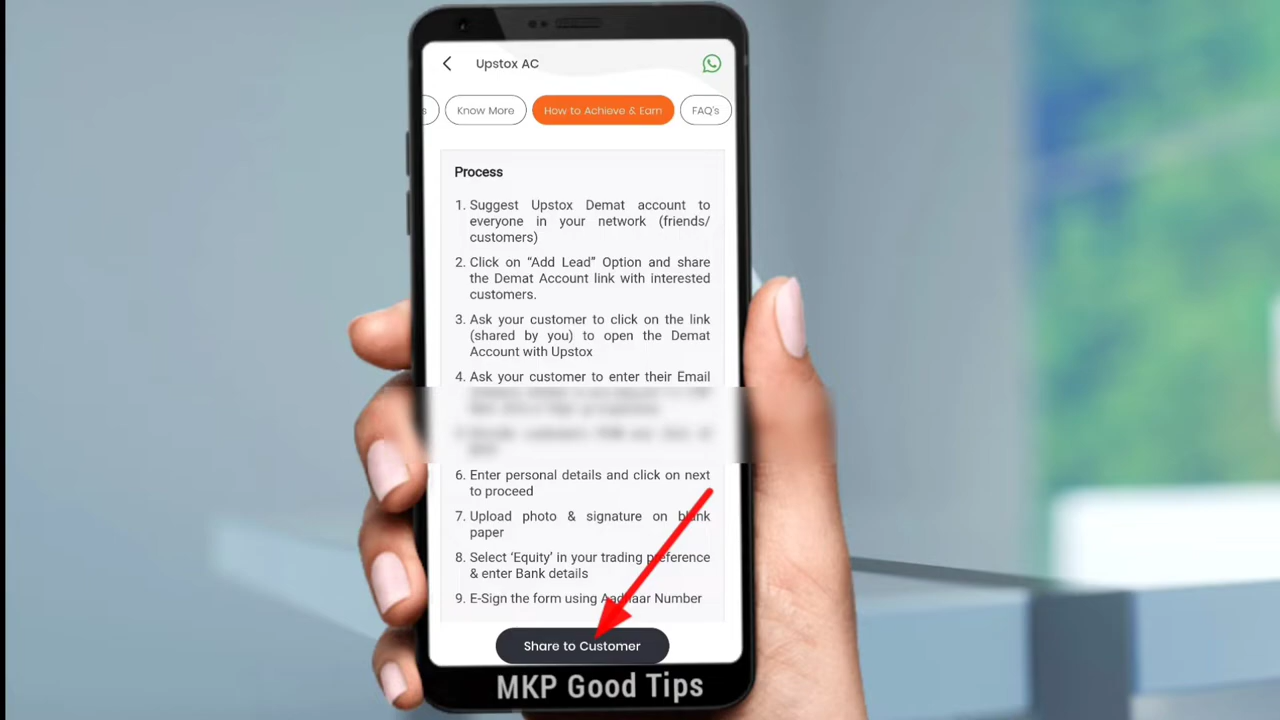 Upstox AC
s
Know More
How to Achieve & Earn
FAQ's
Process
1. Suggest Upstox Demat account to
everyone in your network (friends/
customers)
2. Click on “Add Lead” Option and share
the Demat Account link with interested
customers.
3. Ask your customer to click on the link
(shared by you) to open the Demat
Account with Upstox
4. Ask your customer to enter their Email
6. Enter personal details and click on next
to proceed
7. Upload photo & signature on blank
paper
8. Select ‘Equity’ in your trading preference
& enter Bank details
9. E-Sign the form using Aadhaar Number
Share to Customer
MKP Good Tips